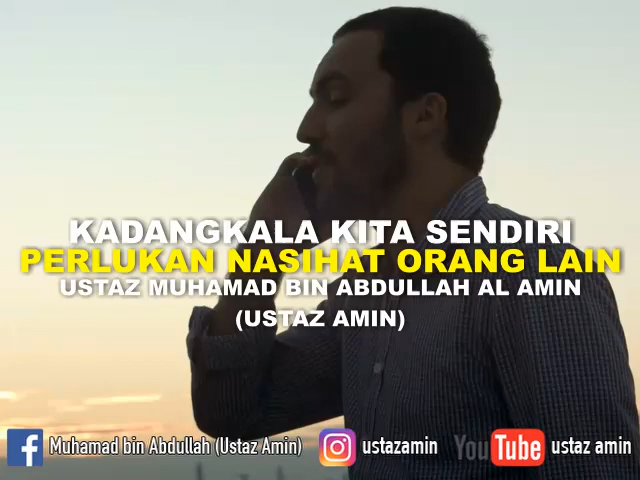 KADANGKALA KITA SENDIRI
PERLUKAN NASIHAT ORANG LAIN
USTAZ MUHAMAD BIN ABDULLAH AL AMIN
(USTAZ AMIN)
Muhamad bin Abdullah (Ustaz Amin) ustazamin YouTube ustaz amin